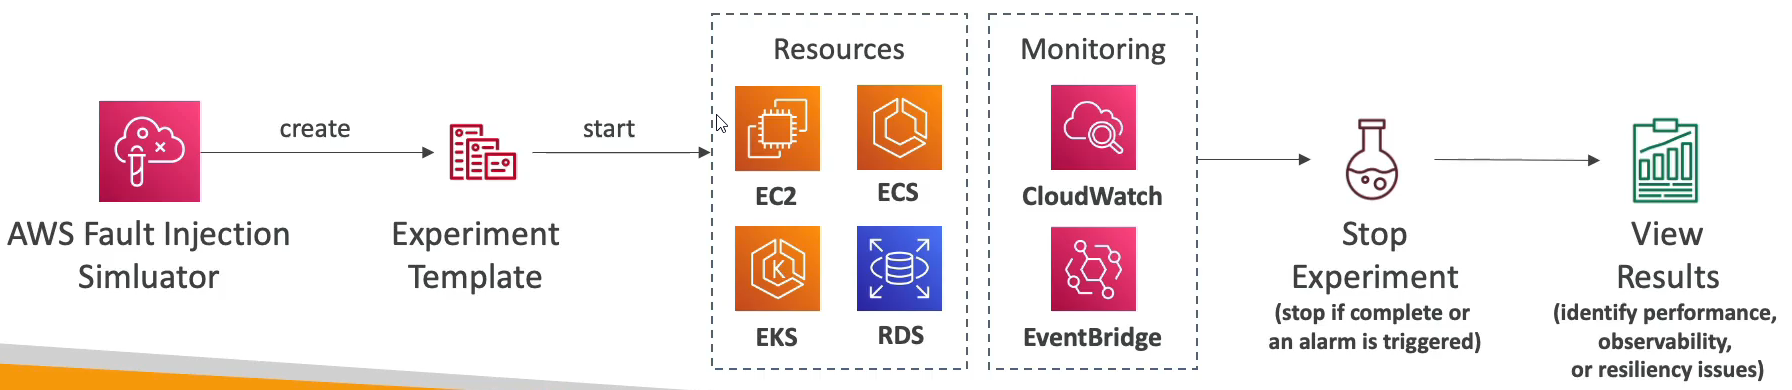 AWS Fault Injection
Simluator
create
Experiment
Template
start
Resources
EC2
ECS
EKS
K
RDS
Monitoring
CloudWatch
EventBridge
Stop
Experiment
(stop if complete or
an alarm is triggered)
View
Results
(identify performance,
observability,
or resiliency issues)